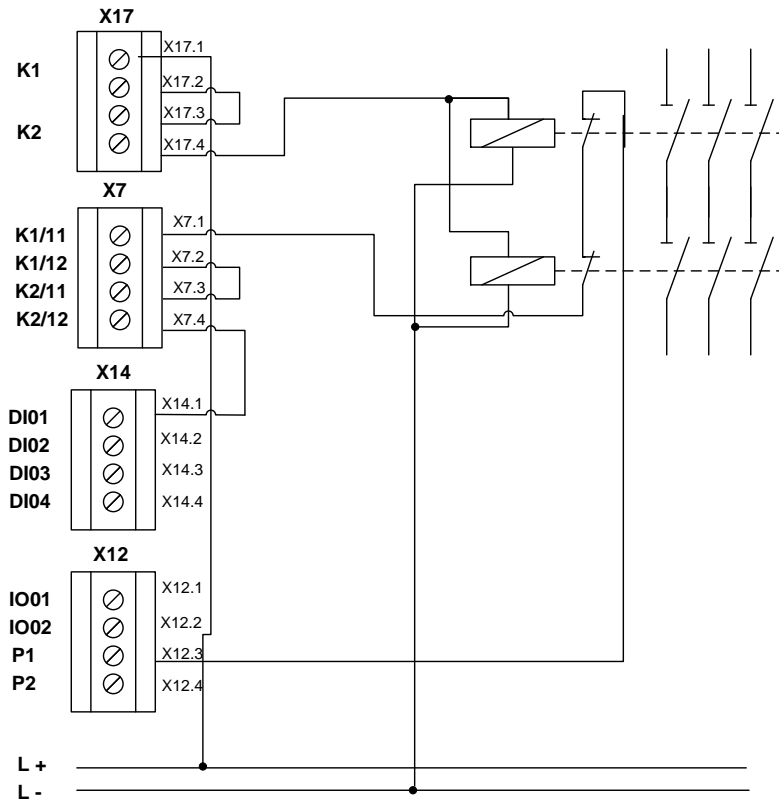 X17
K1
K2
X17.1
X17.2
X17.3
X17.4
X7
K1/11
K1/12
K2/11
K2/12
X7.1
X7.2
X7.3
X7.4
X14
DI01
DI02
DI03
DI04
X14.1
X14.2
X14.3
X14.4
X12
IO01
IO02
P1
P2
X12.1
X12.2
X12.3
X12.4
L +
L -